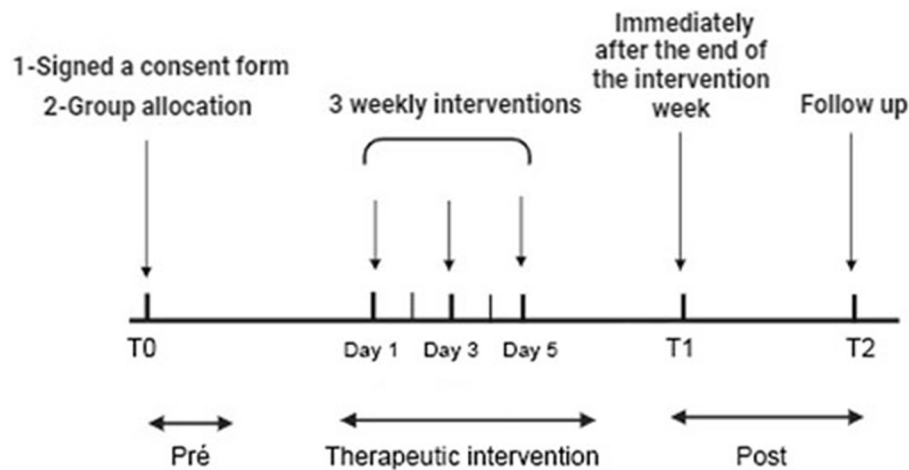 1-Signed a consent form
2-Group allocation
3 weekly interventions
Immediately
after the end of
the intervention
week
Follow up
T0
Day 1
Day 3
Day 5
T1
T2
Pré
Therapeutic intervention
Post